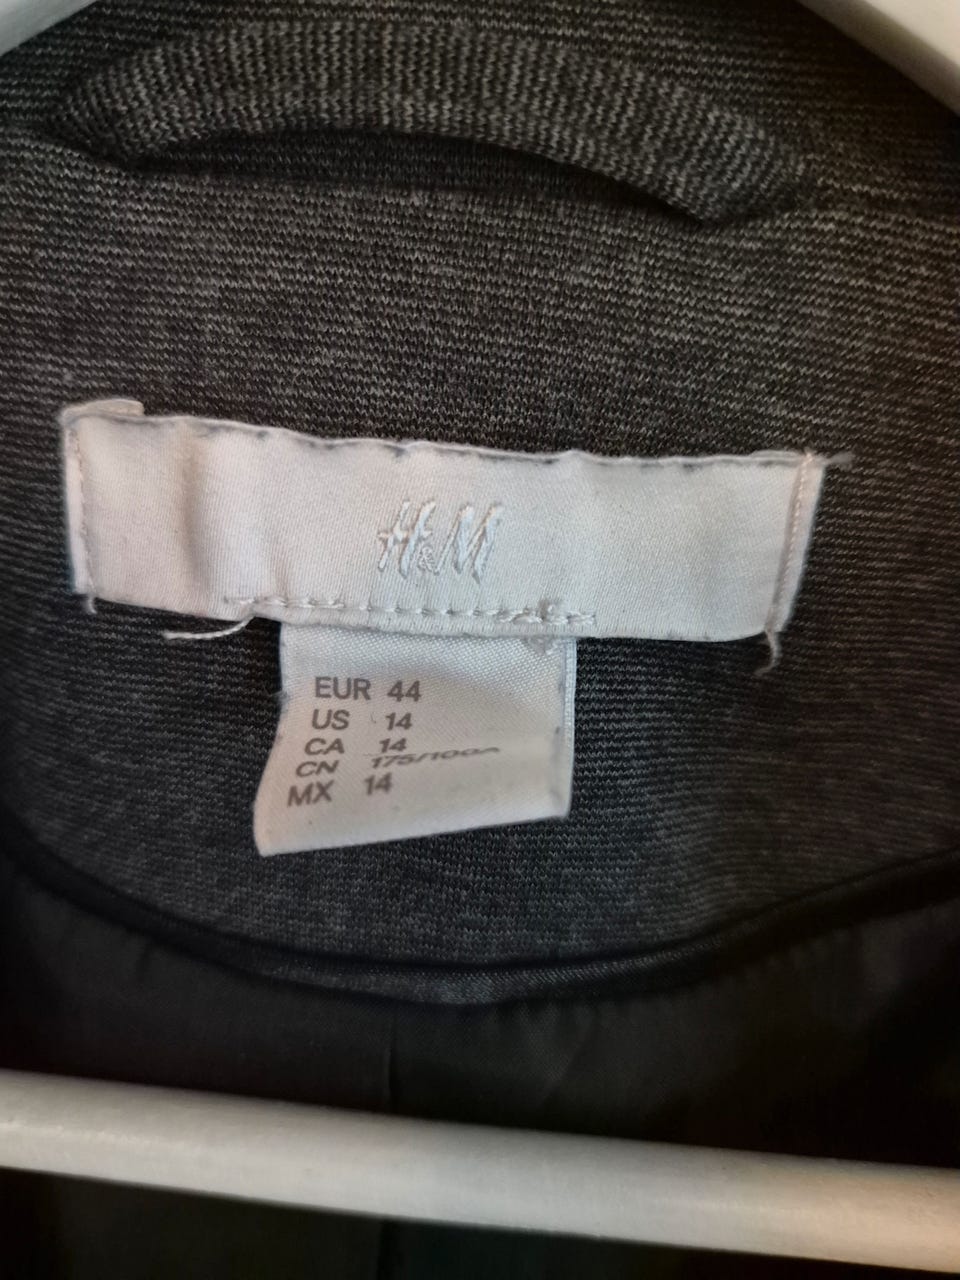 H&M
EUR 44
US 14
CA 14
CN 175/100A
MX 14